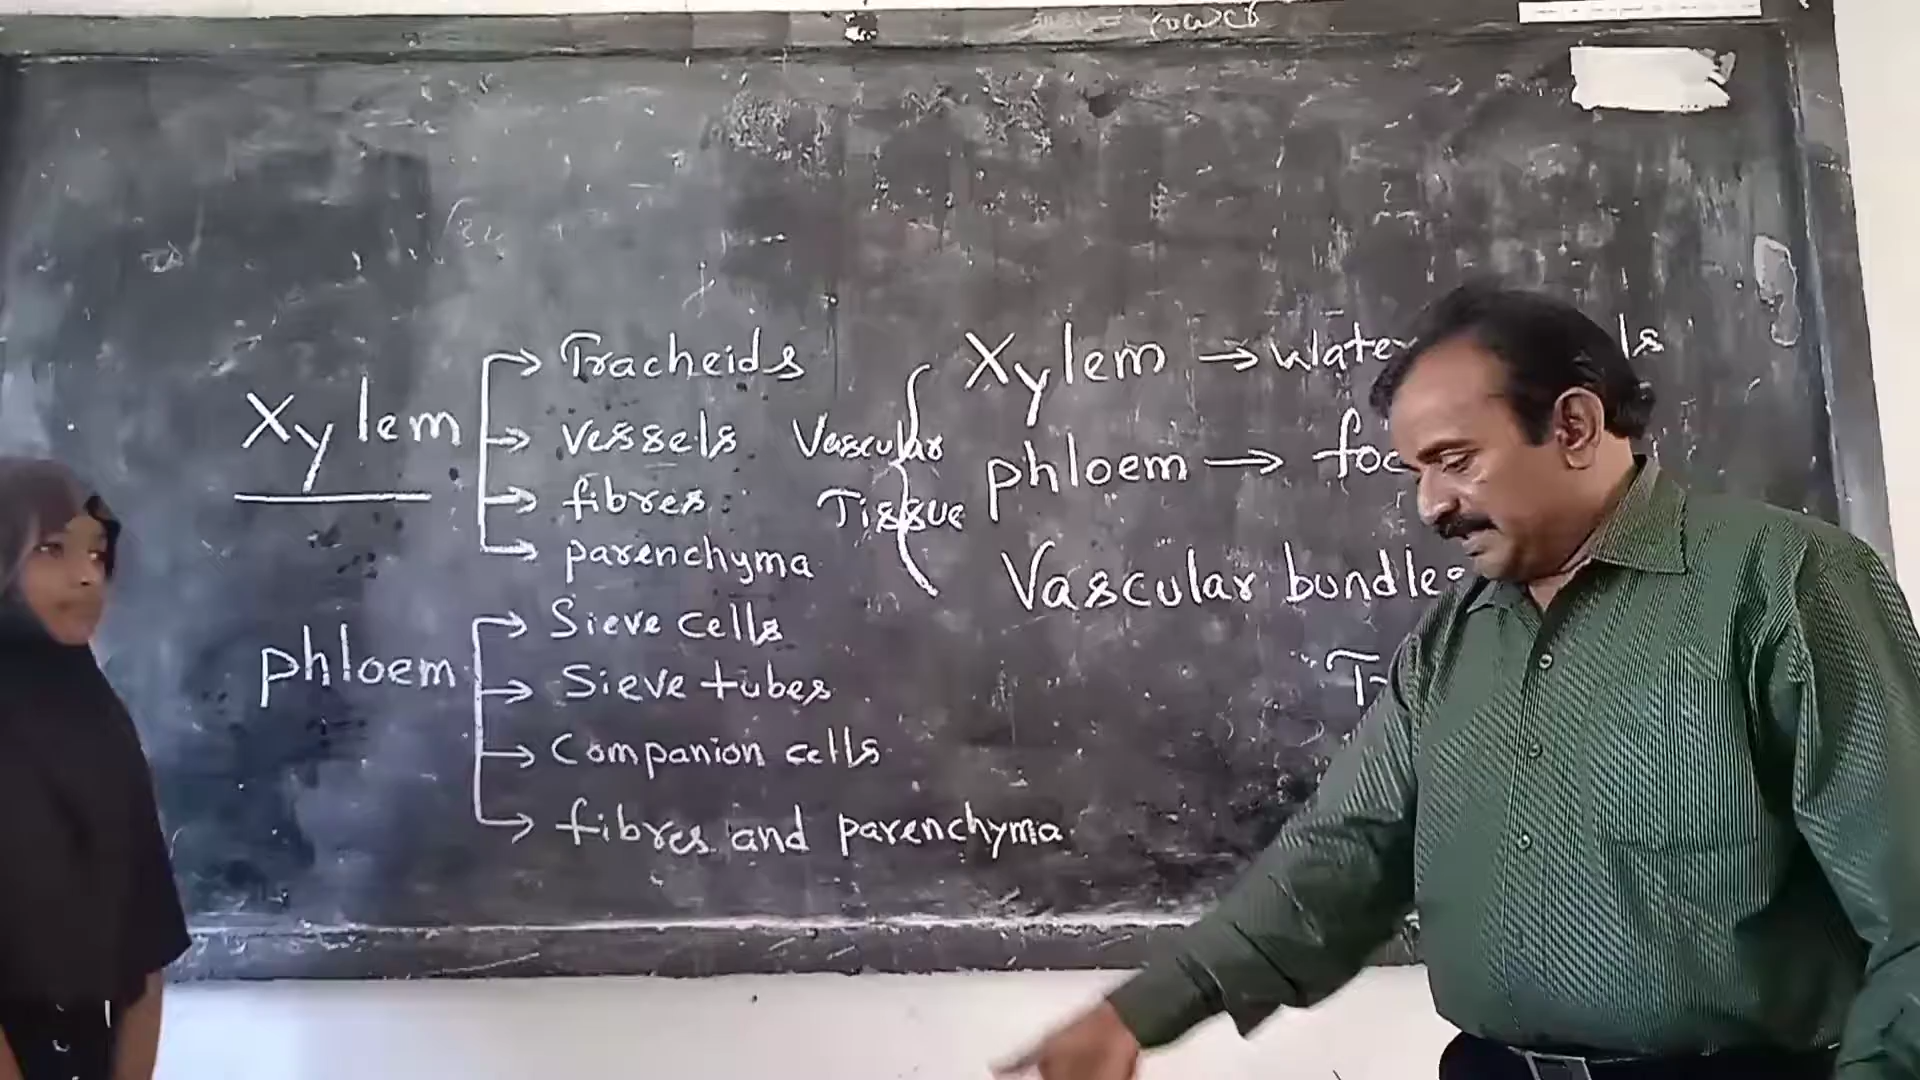 Xylem
Tracheids
vessels
fibres
parenchyma
phloem
Sieve cells
Sieve tubes
Companion cells
fibres and parenchyma
Vascular
Tissue
Xylem → Wate
phloem → foo
Vascular bundle